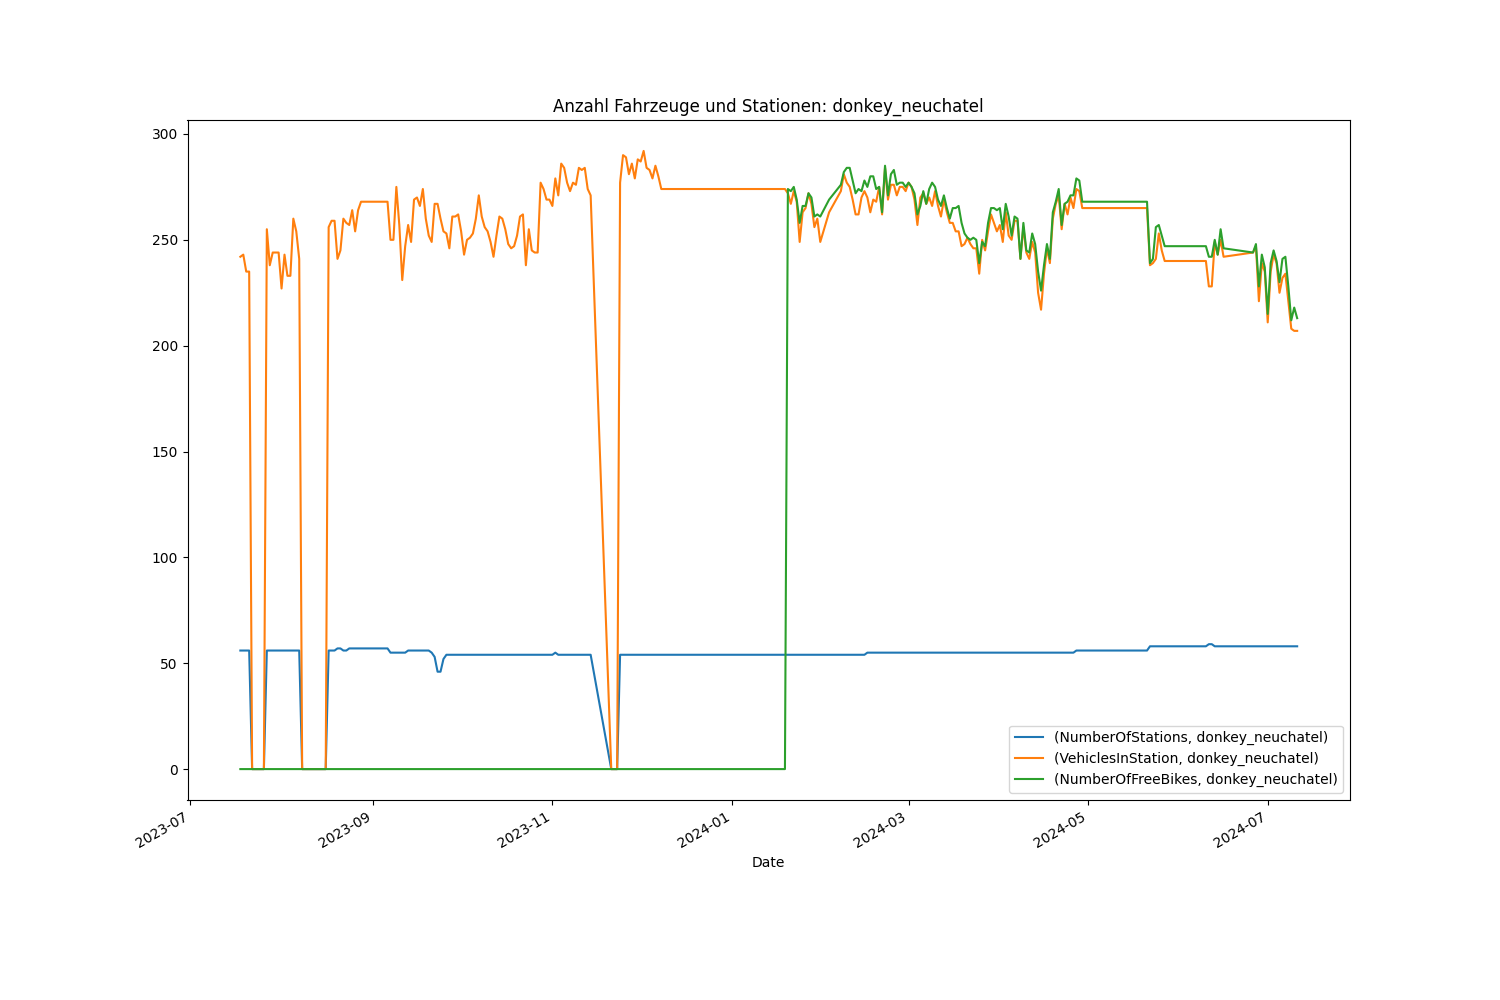 Anzahl Fahrzeuge und Stationen: donkey_neuchatel
300
250
200
150
100
50
0
2023-07
2023-09
2023-11
2024-01
2024-03
2024-05
2024-07
Date
(NumberOfStations, donkey_neuchatel)
(VehiclesInStation, donkey_neuchatel)
(NumberOfFreeBikes, donkey_neuchatel)